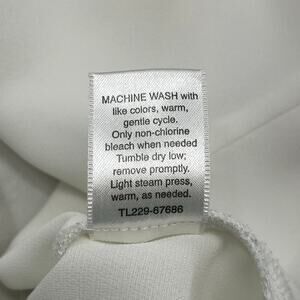 MACHINE WASH with
like colors, warm,
gentle cycle.
Only non-chlorine
bleach when needed
Tumble dry low;
remove promptly.
Light steam press,
warm, as needed.
TL229-67686